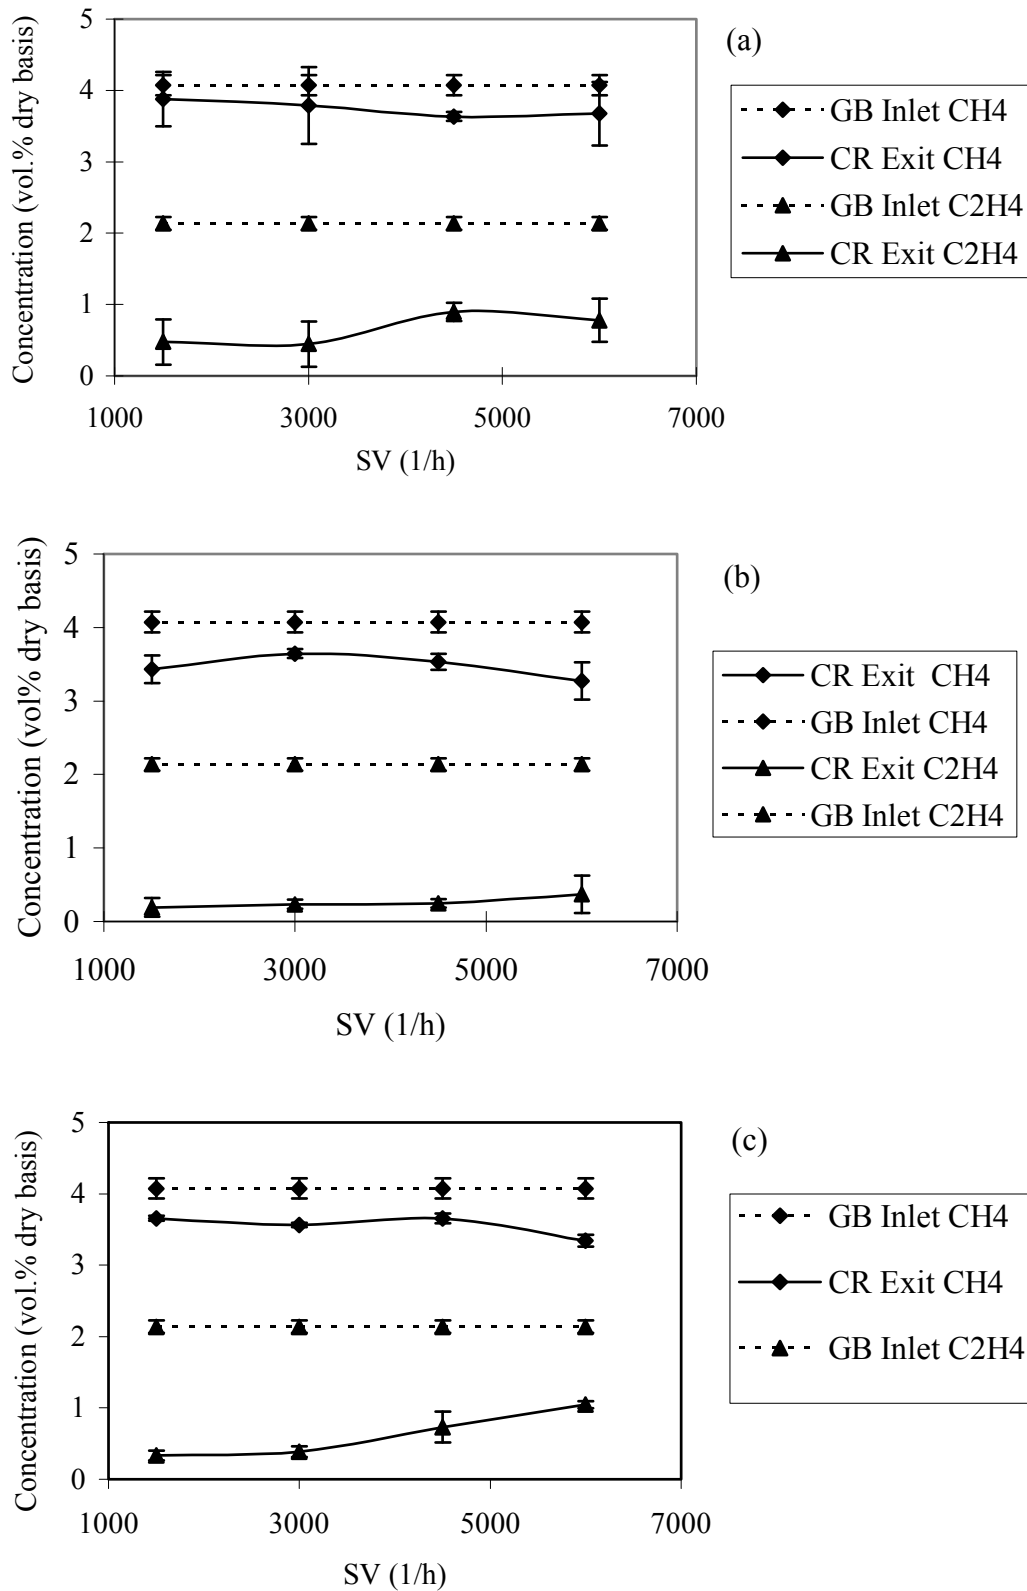 (a)
Concentration (vol.% dry basis)
5
4
3
2
1
0
1000 3000 5000 7000
SV (1/h)
GB Inlet CH4
CR Exit CH4
GB Inlet C2H4
CR Exit C2H4
(b)
Concentration (vol% dry basis)
5
4
3
2
1
0
1000 3000 5000 7000
SV (1/h)
CR Exit CH4
GB Inlet CH4
CR Exit C2H4
GB Inlet C2H4
(c)
Concentration (vol.% dry basis)
5
4
3
2
1
0
1000 3000 5000 7000
SV (1/h)
GB Inlet CH4
CR Exit CH4
GB Inlet C2H4